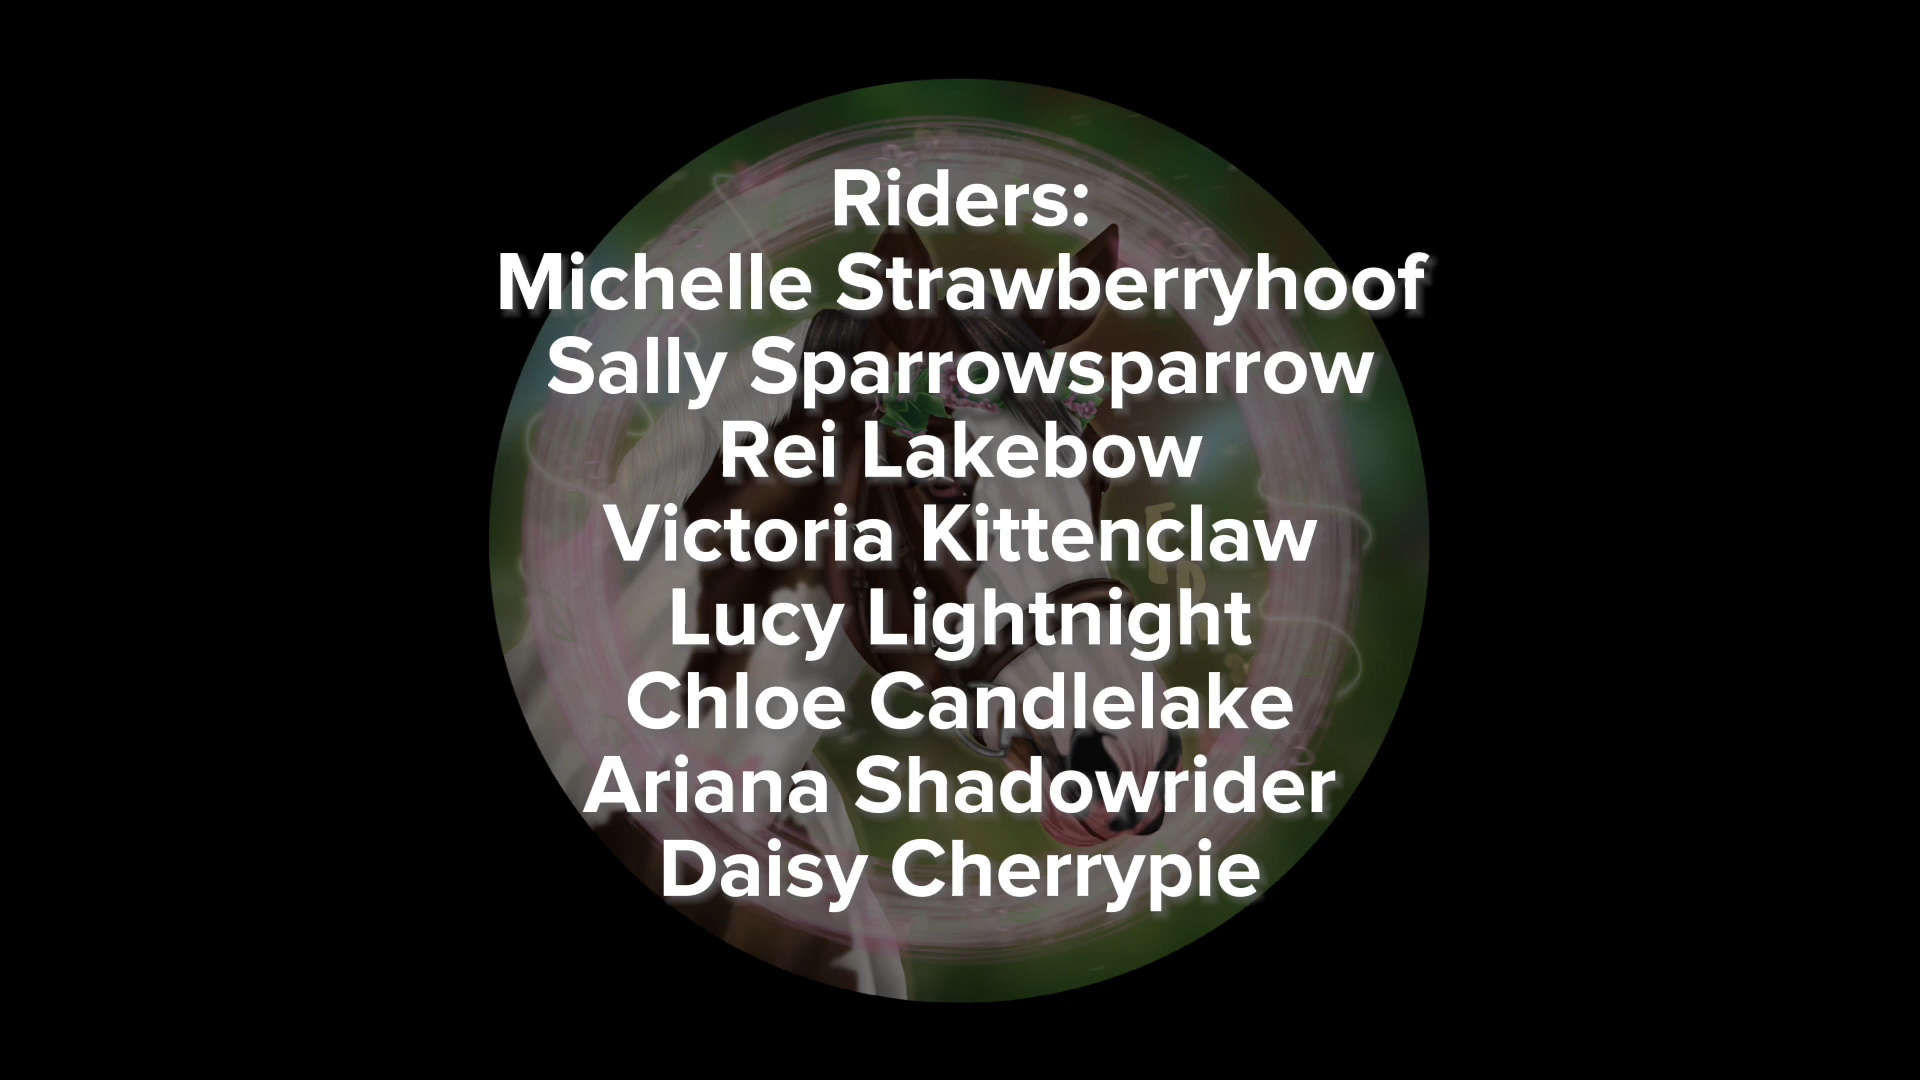 Riders:
Michelle Strawberryhoof
Sally Sparrowsparrow
Rei Lakebow
Victoria Kittenclaw
Lucy Lightnight
Chloe Candlelake
Ariana Shadowrider
Daisy Cherrypie